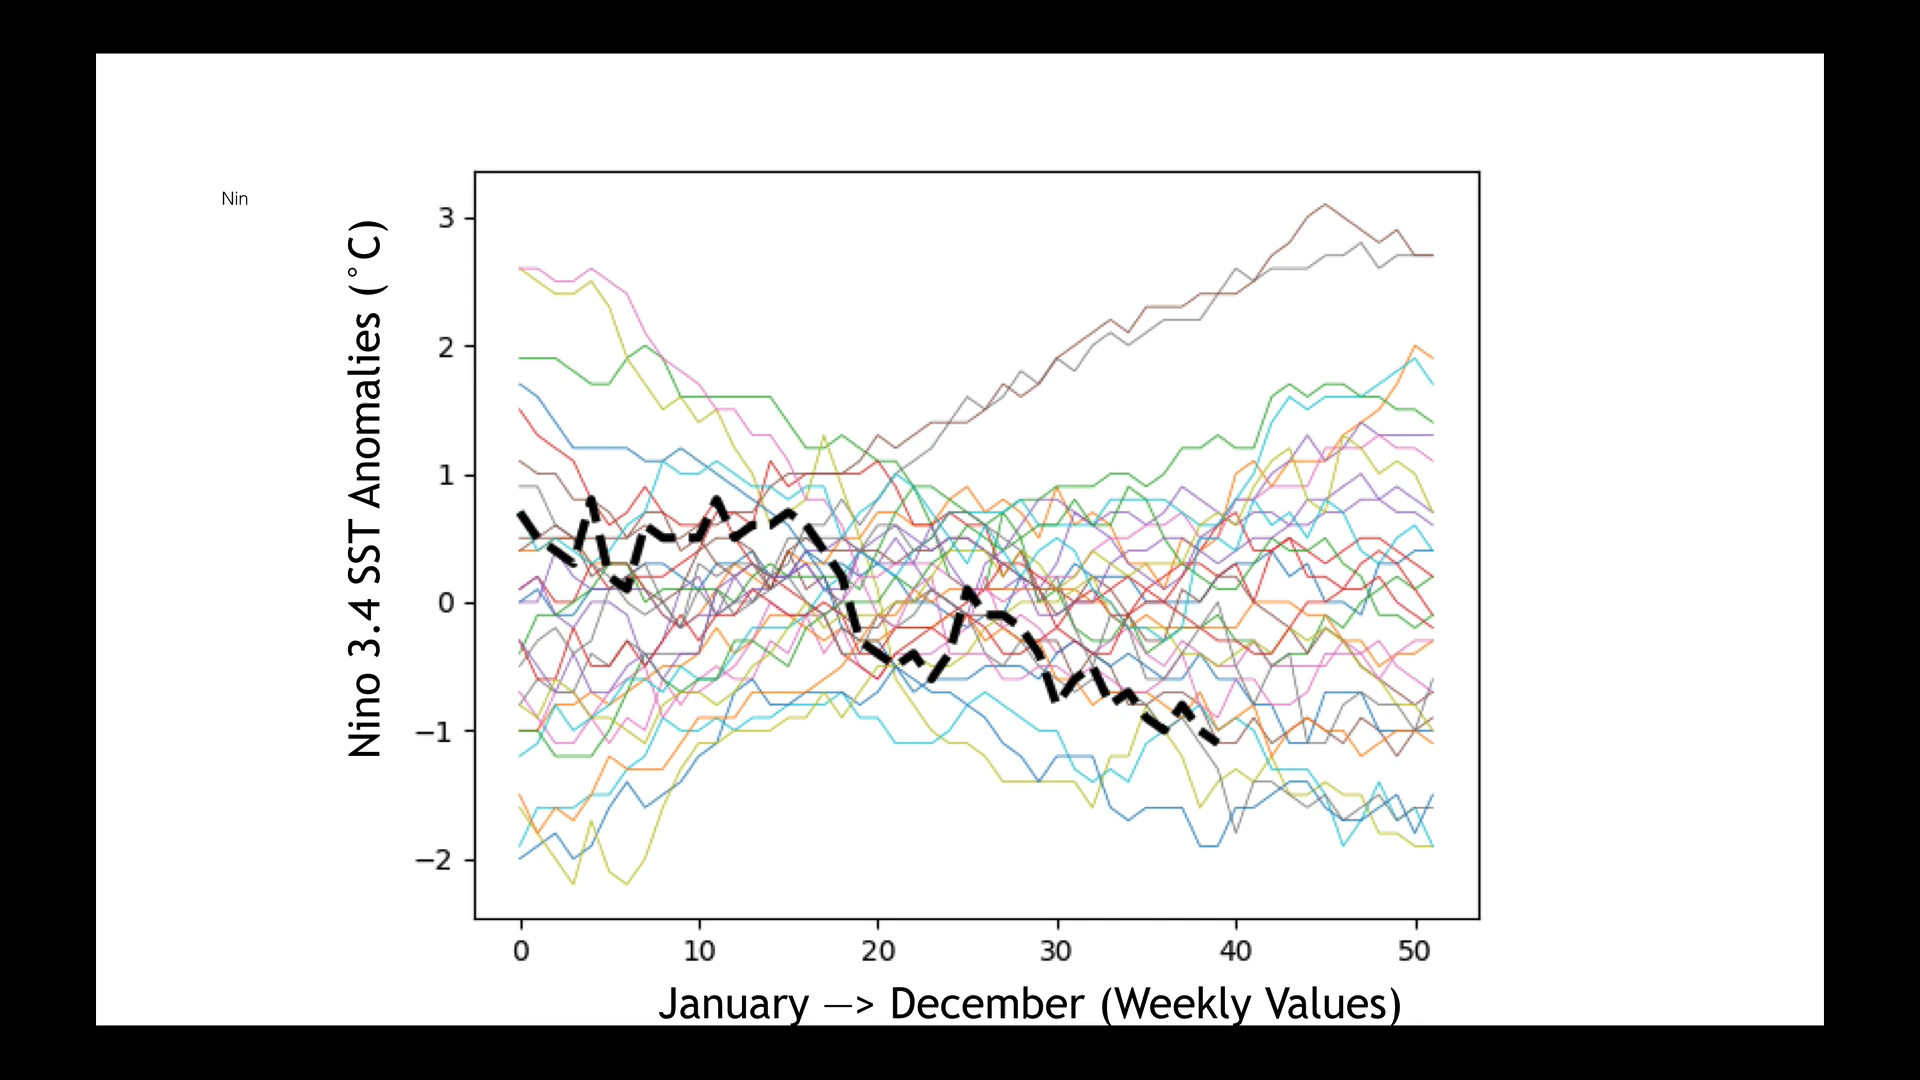 Nin
Nino 3.4 SST Anomalies (°C)
3
2
1
0
−1
−2
0 10 20 30 40 50
January —> December (Weekly Values)